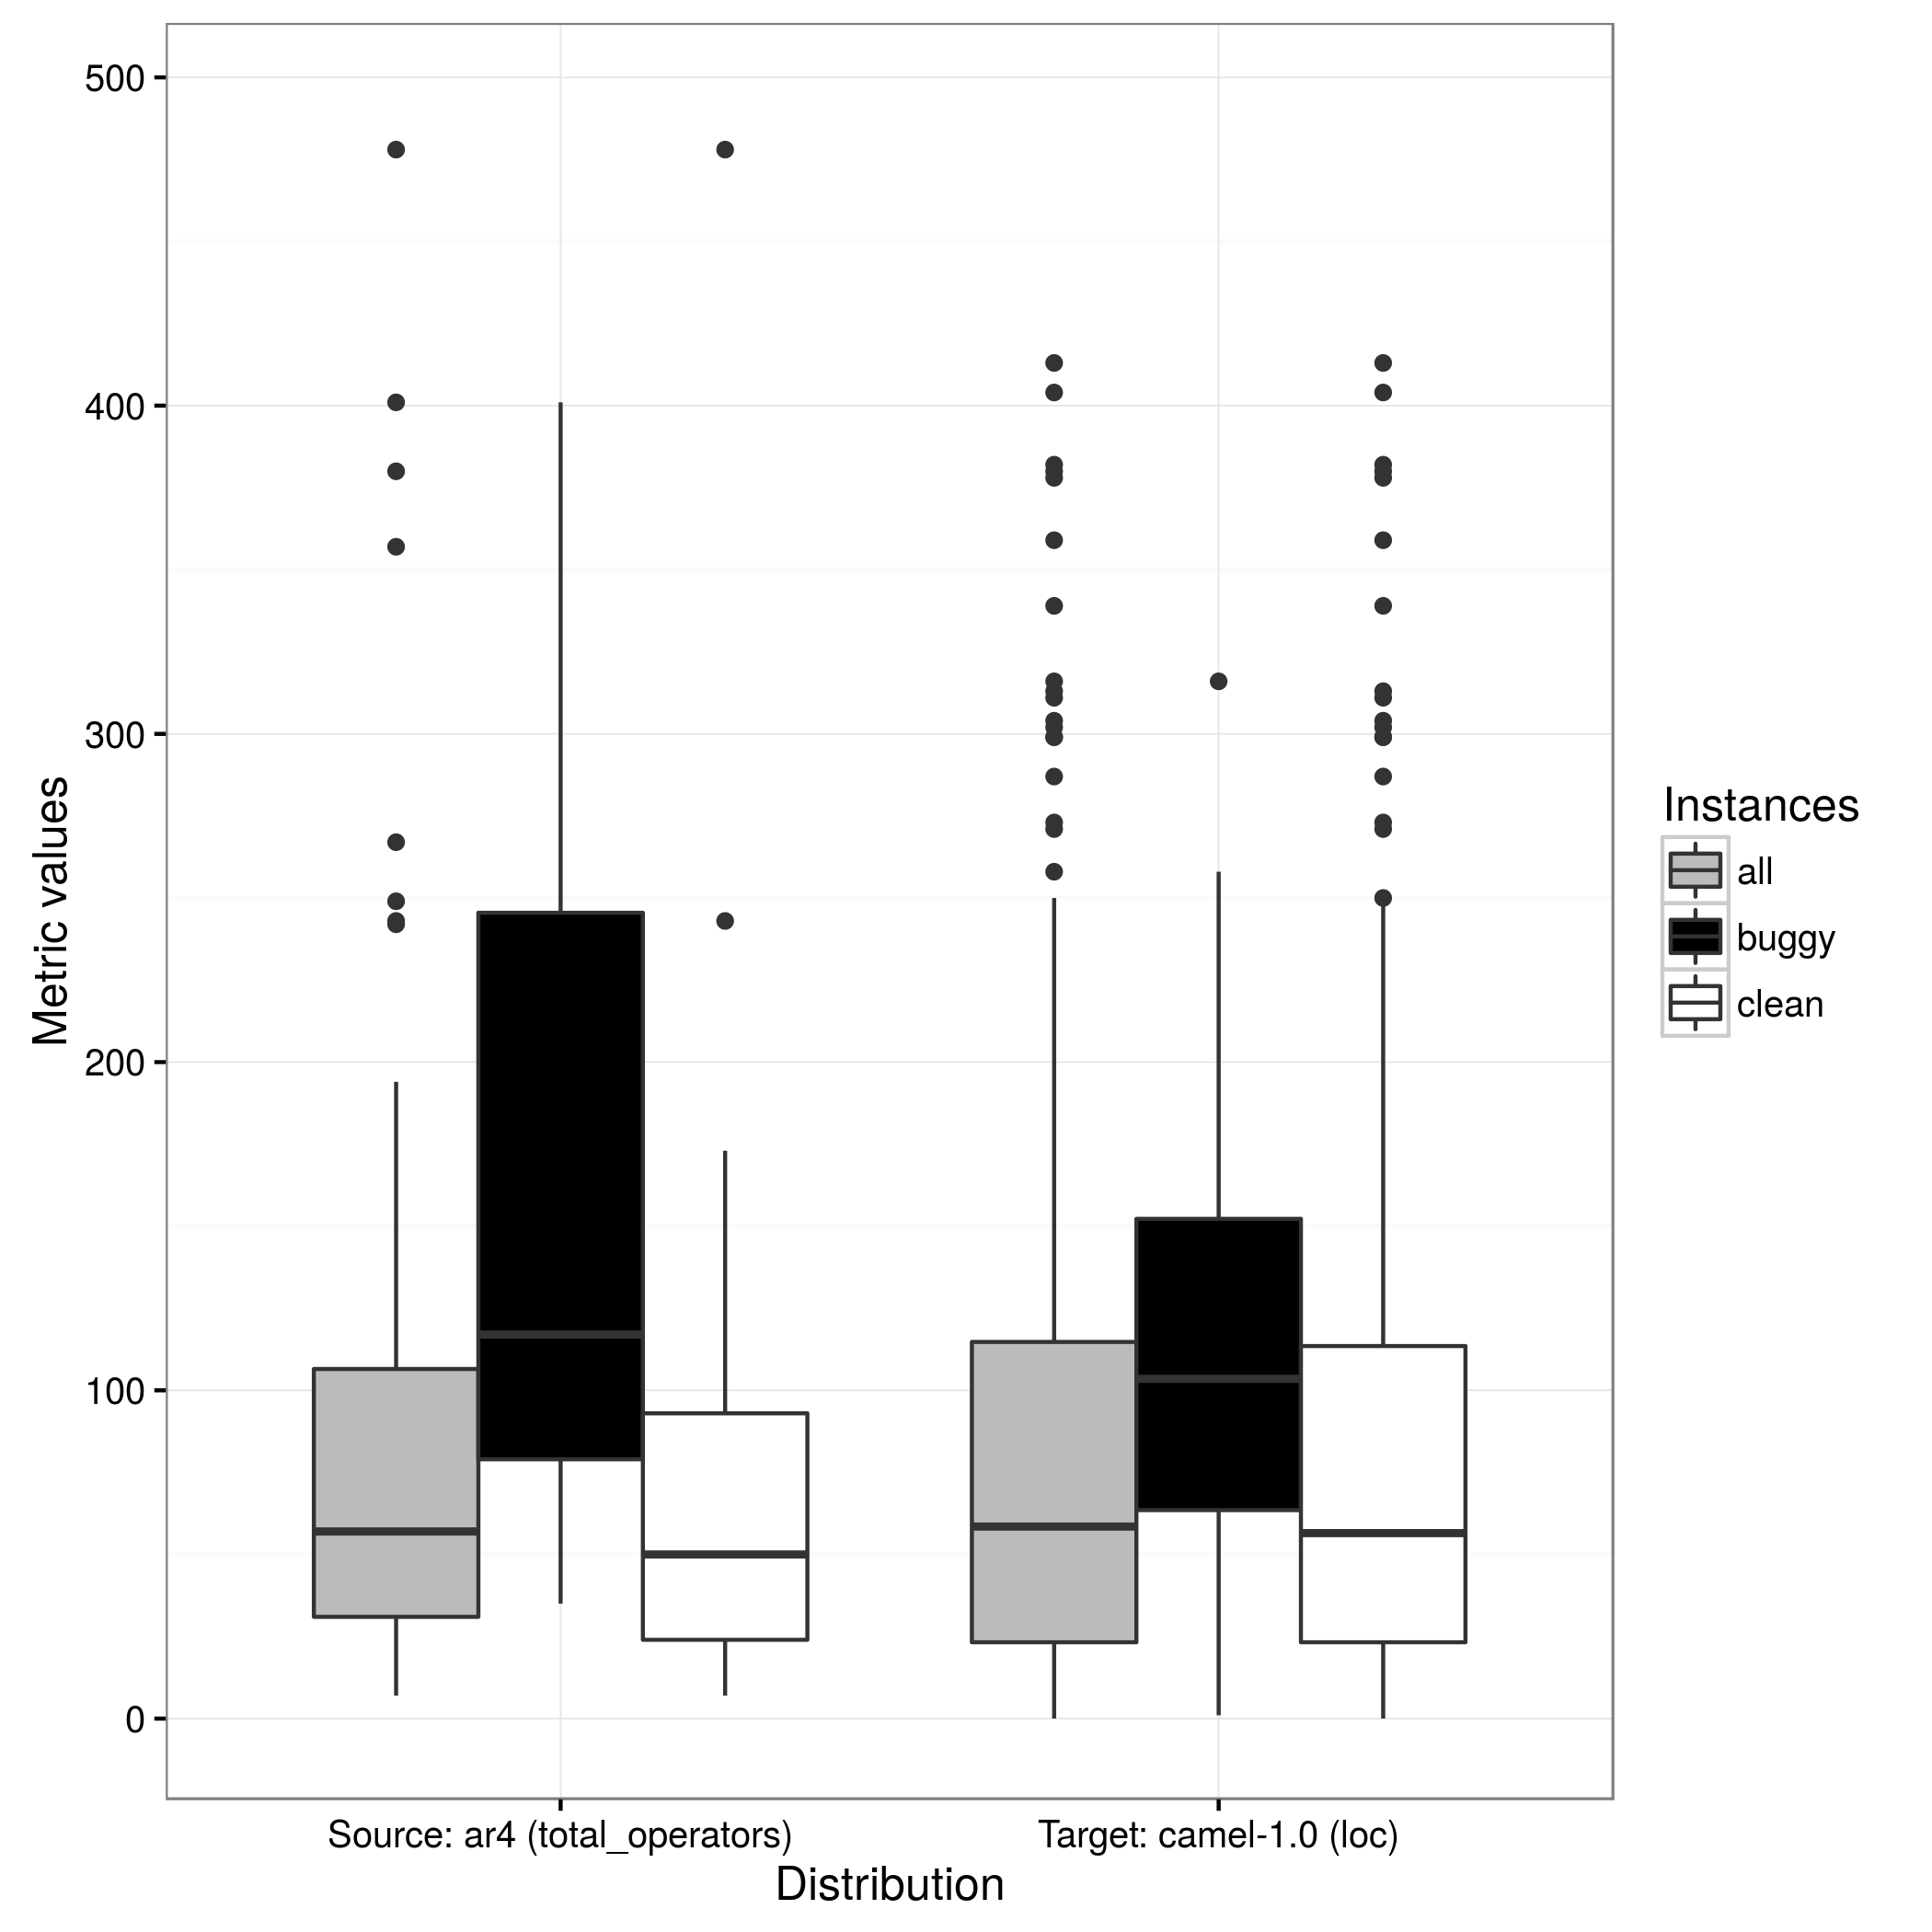 500
400
300
200
100
0
Metric values
Source: ar4 (total_operators)
Target: camel-1.0 (loc)
Distribution
Instances
all
buggy
clean